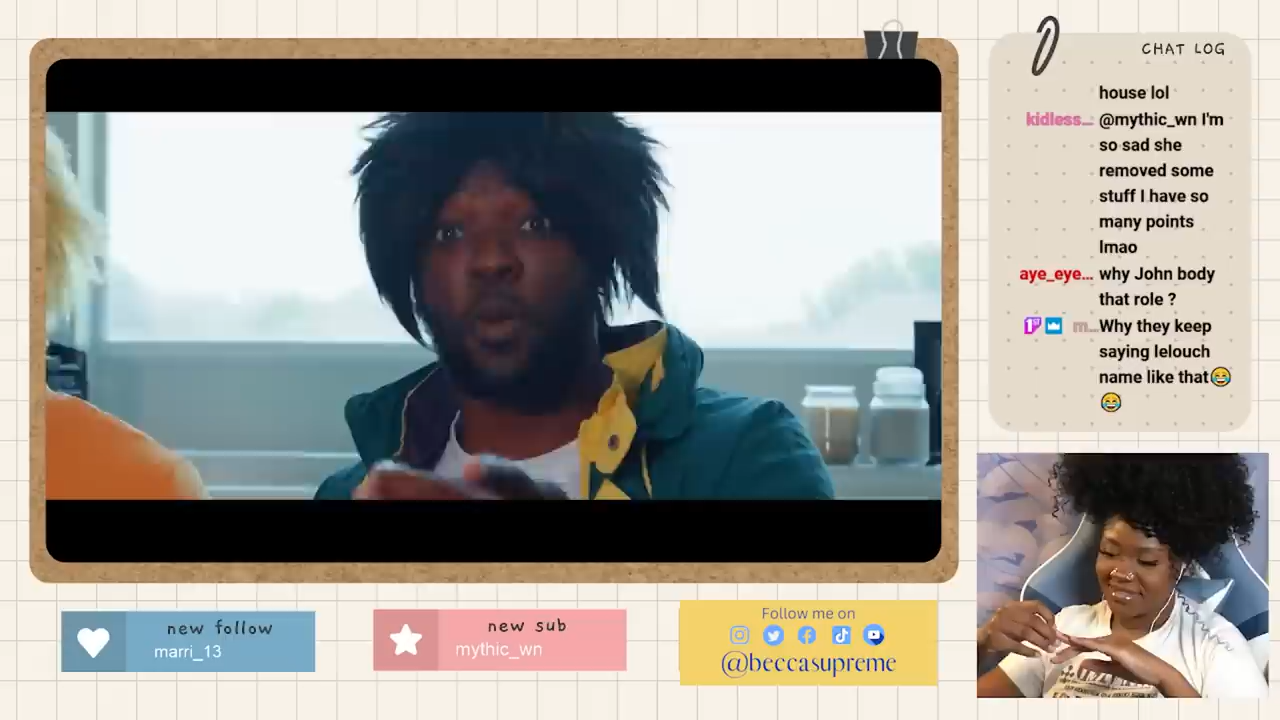 CHAT LOG
house lol
kidless... @mythic_wn I'm
so sad she
removed some
stuff I have so
many points
lmao
aye_eye... why John body
that role ?
m... Why they keep
saying lelouch
name like that😂
😂
new follow
marri_13
new sub
mythic_wn
Follow me on
@beccasupreme